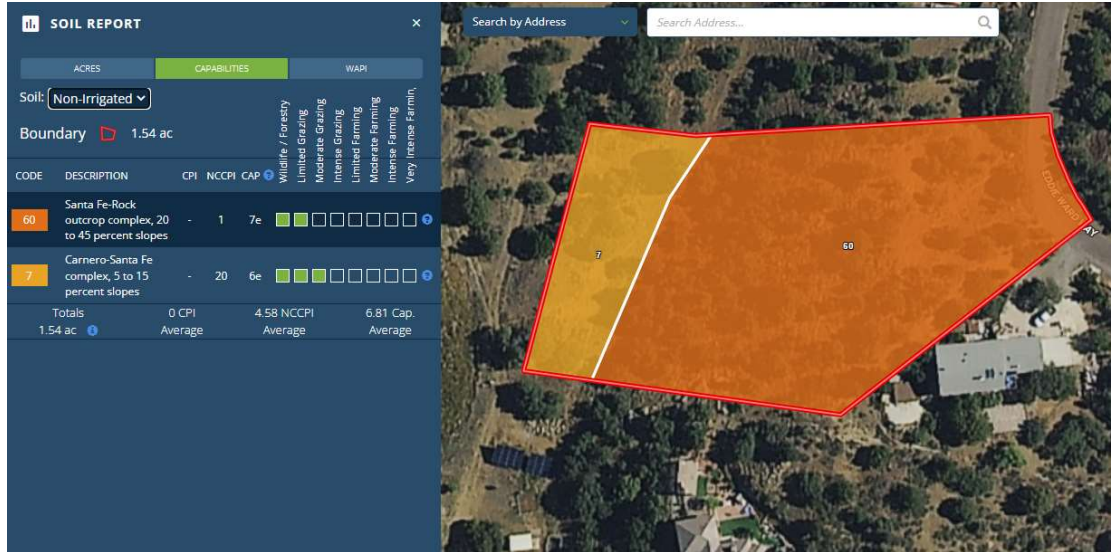 SOIL REPORT
×
Search by Address
Search Address...
ACRES
CAPABILITIES
WAPI
Soil: Non-Irrigated
Boundary 1.54 ac
CODE DESCRIPTION CPI NCCPI CAP
Wildlife / Forestry
Limited Grazing
Moderate Grazing
Intense Grazing
Limited Farming
Moderate Farming
Intense Farming
Very Intense Farmin,
60
Santa Fe-Rock
outcrop complex, 20
to 45 percent slopes
- 1 7e
7
Carnero-Santa Fe
complex, 5 to 15
percent slopes
- 20 6e
Totals 0 CPI 4.58 NCCPI 6.81 Cap.
1.54 ac Average Average Average
7
60
EDDIE WARD WAY